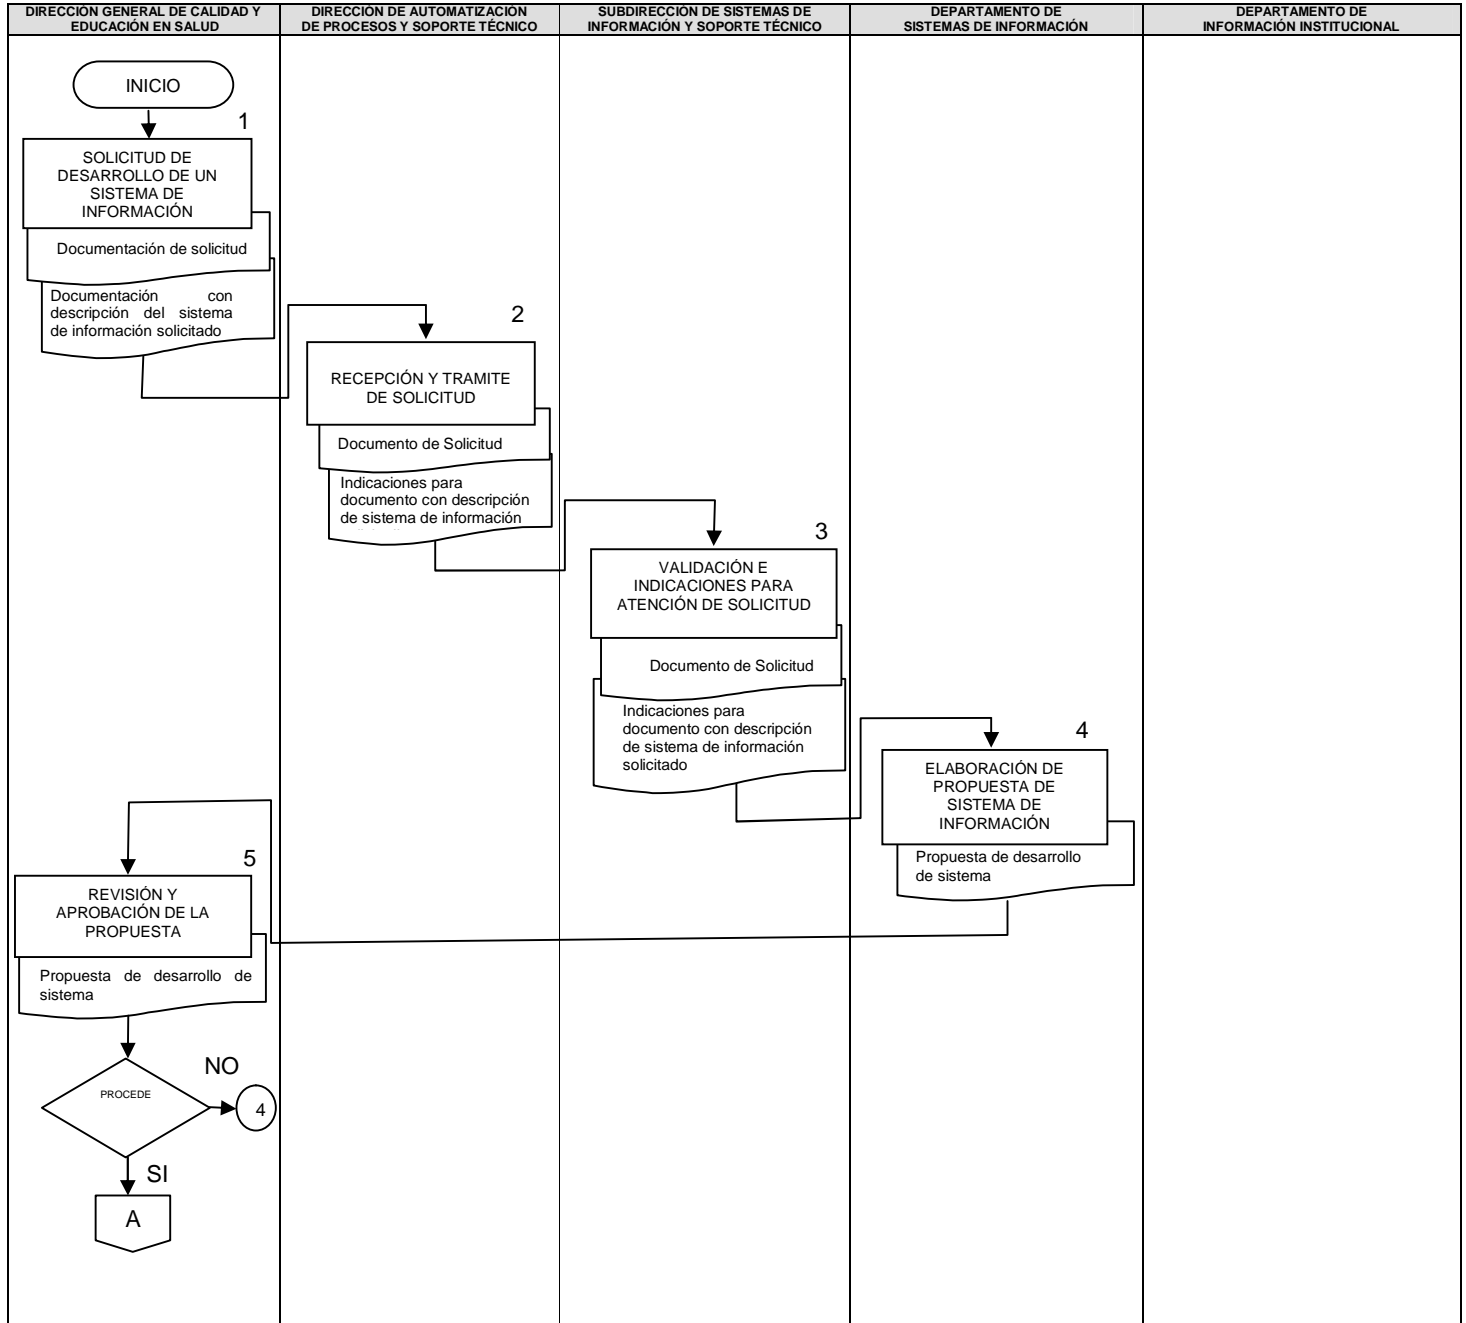 DIRECCIÓN GENERAL DE CALIDAD Y
EDUCACIÓN EN SALUD
DIRECCIÓN DE AUTOMATIZACIÓN
DE PROCESOS Y SOPORTE TÉCNICO
SUBDIRECCIÓN DE SISTEMAS DE
INFORMACIÓN Y SOPORTE TÉCNICO
DEPARTAMENTO DE
SISTEMAS DE INFORMACIÓN
DEPARTAMENTO DE
INFORMACIÓN INSTITUCIONAL
INICIO
1
SOLICITUD DE
DESARROLLO DE UN
SISTEMA DE
INFORMACIÓN
Documentación de solicitud
Documentación con
descripción del sistema
de información solicitado
2
RECEPCIÓN Y TRAMITE
DE SOLICITUD
Documento de Solicitud
Indicaciones para
documento con descripción
de sistema de información
3
VALIDACIÓN E
INDICACIONES PARA
ATENCIÓN DE SOLICITUD
Documento de Solicitud
Indicaciones para
documento con descripción
de sistema de información
solicitado
4
ELABORACIÓN DE
PROPUESTA DE
SISTEMA DE
INFORMACIÓN
Propuesta de desarrollo
de sistema
5
REVISIÓN Y
APROBACIÓN DE LA
PROPUESTA
Propuesta de desarrollo de
sistema
PROCEDE
NO
4
SI
A